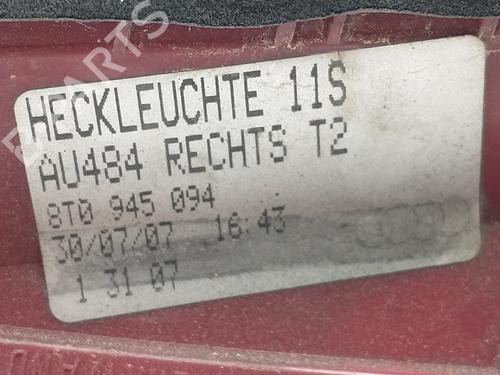 HECKLEUCHTE 11S
AU484 RECHTS T2
8T0 945 094
30/07/07 16:43
1 31 07